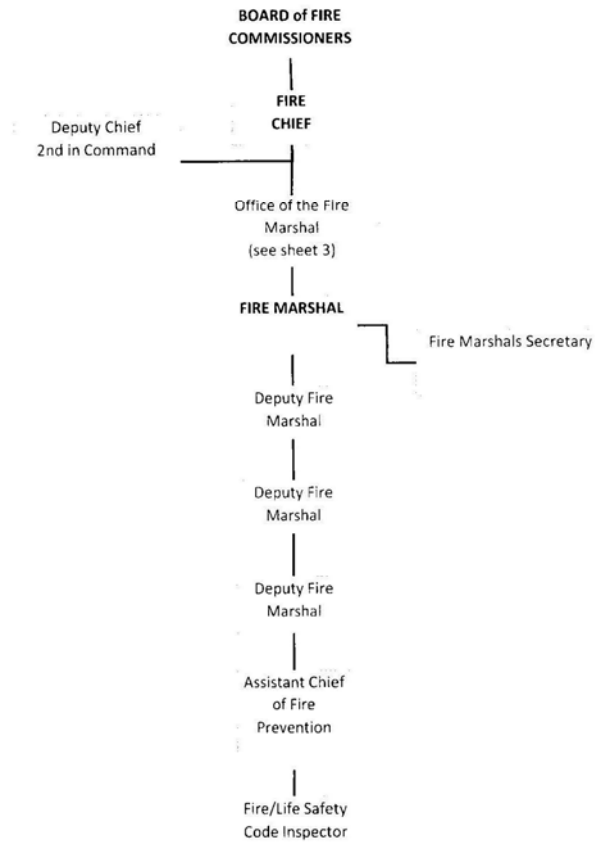 BOARD of FIRE
COMMISSIONERS
FIRE
CHIEF
Deputy Chief
2nd in Command
Office of the Fire
Marshal
(see sheet 3)
FIRE MARSHAL
Fire Marshals Secretary
Deputy Fire
Marshal
Deputy Fire
Marshal
Deputy Fire
Marshal
Assistant Chief
of Fire
Prevention
Fire/Life Safety
Code Inspector